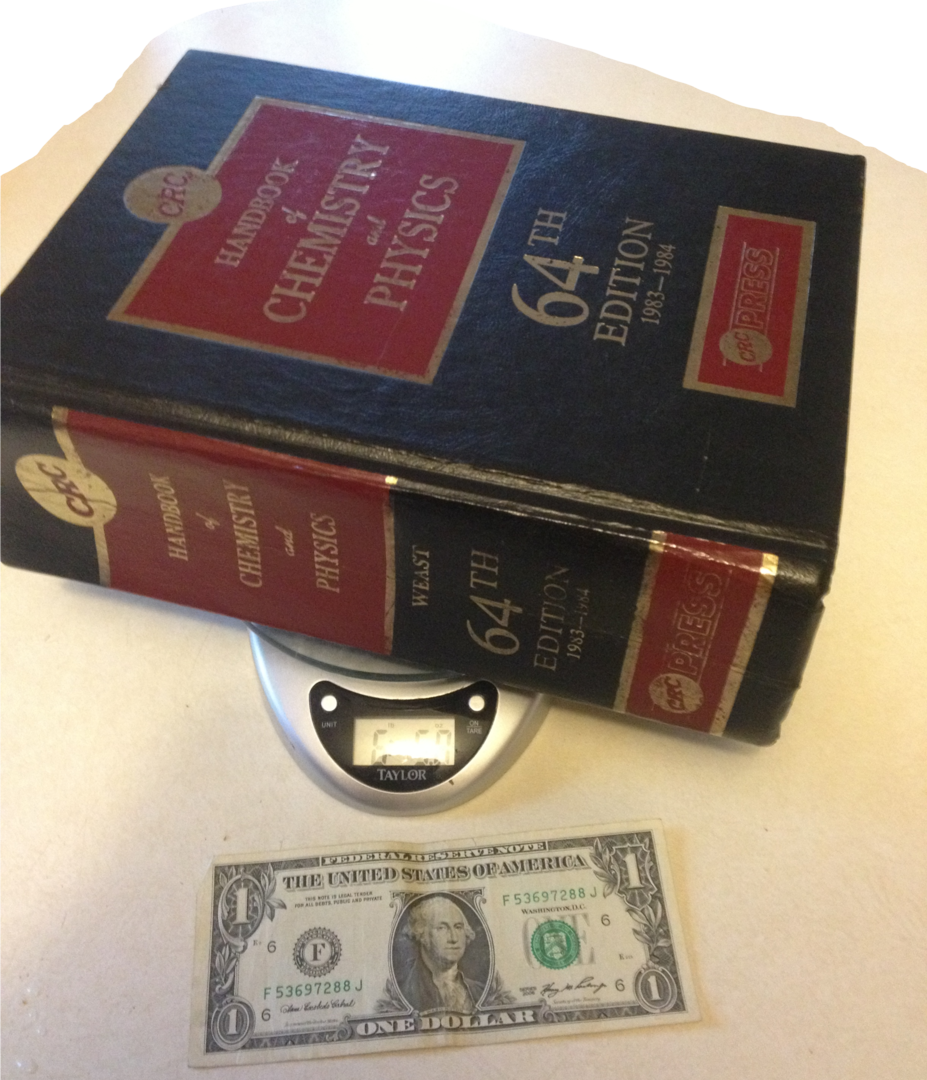 CRC
HANDBOOK
of
CHEMISTRY
and
PHYSICS
64TH
EDITION
1983–1984
CRC PRESS
CRC
HANDBOOK
of
CHEMISTRY
and
PHYSICS
WEAST
64TH
EDITION
1983–1984
CRC PRESS
UNIT
ON
TARE
TAYLOR
FEDERAL RESERVE NOTE
THE UNITED STATES OF AMERICA
THIS NOTE IS LEGAL TENDER
FOR ALL DEBTS, PUBLIC AND PRIVATE
F 53697288 J
WASHINGTON, D.C.
1
1
6
6
F
ONE
F 53697288 J
6
6
1
1
ONE DOLLAR